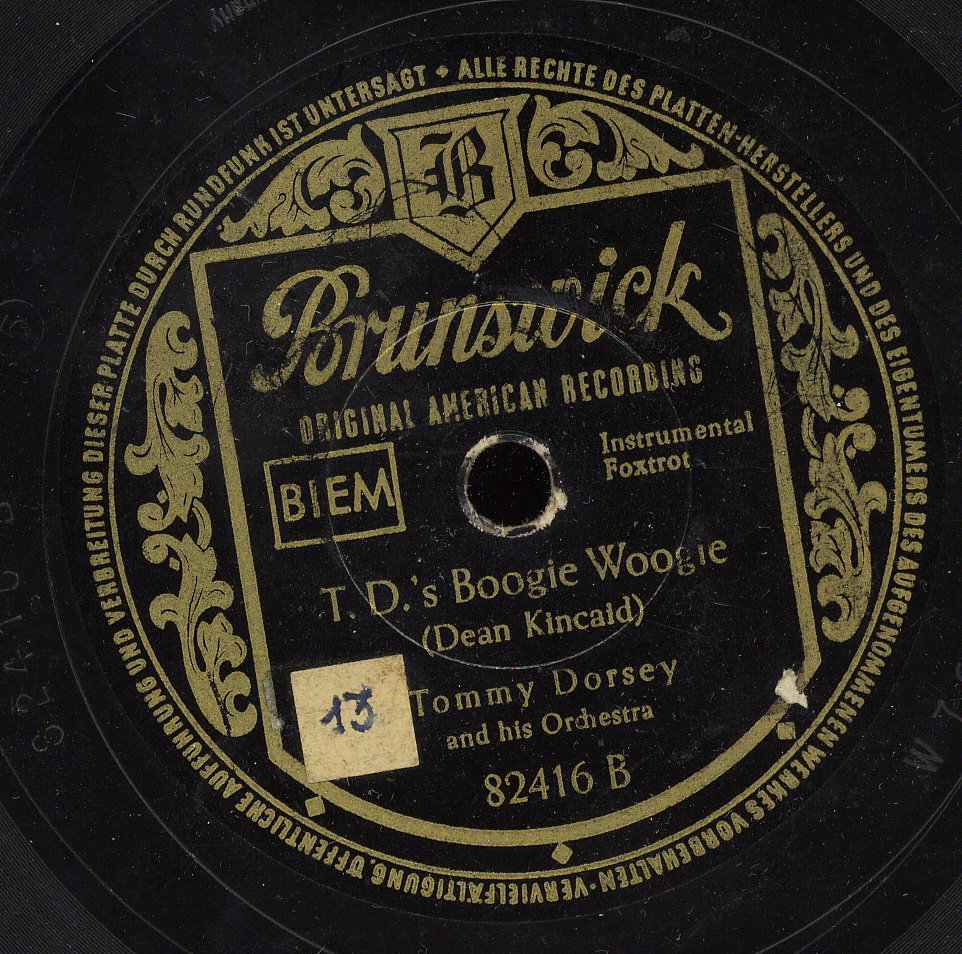 ALLE RECHTE DES PLATTEN-HERSTELLERS UND DES EIGENTUMERS DES AUFGENOMMENEN WERKES VORBEHALTEN-VERVIELFÄLTIGUNG, ÖFFENTLICHE AUFFUHRUNG UND VERBREITUNG DIESER PLATTE DURCH RUNDFUNK IST UNTERSAGT
B
Brunswick
ORIGINAL AMERICAN RECORDING
BIEM
Instrumental
Foxtrot
T. D.'s Boogie Woogie
(Dean Kincaid)
13
Tommy Dorsey
and his Orchestra
82416 B